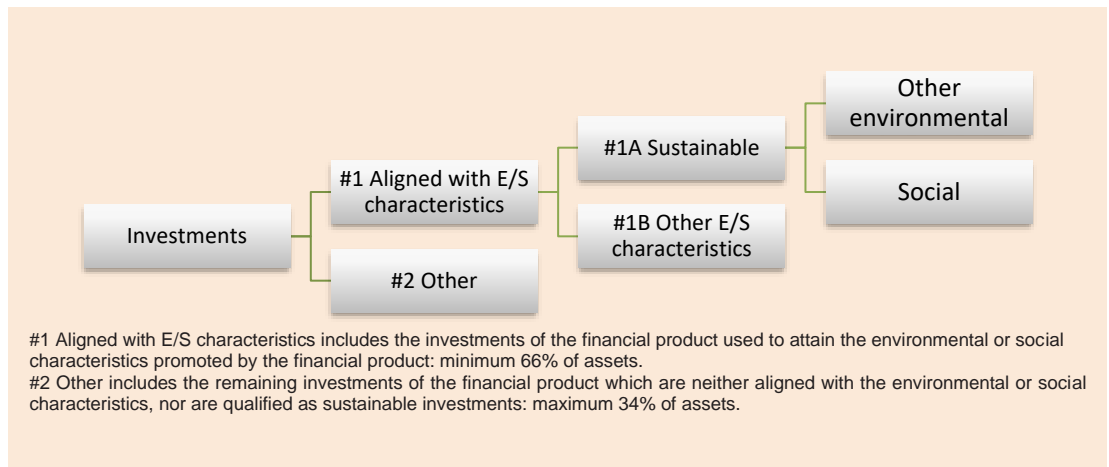 Other
environmental
#1A Sustainable
#1 Aligned with E/S
characteristics
Social
#1B Other E/S
characteristics
Investments
#2 Other
#1 Aligned with E/S characteristics includes the investments of the financial product used to attain the environmental or social
characteristics promoted by the financial product: minimum 66% of assets.
#2 Other includes the remaining investments of the financial product which are neither aligned with the environmental or social
characteristics, nor are qualified as sustainable investments: maximum 34% of assets.